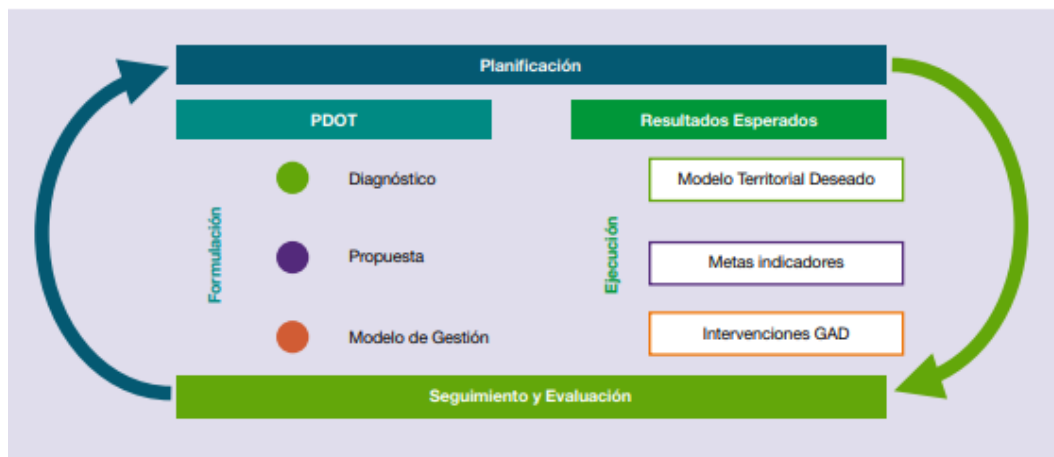 Planificación
PDOT
Resultados Esperados
Formulación
Diagnóstico
Propuesta
Modelo de Gestión
Ejecución
Modelo Territorial Deseado
Metas indicadores
Intervenciones GAD
Seguimiento y Evaluación